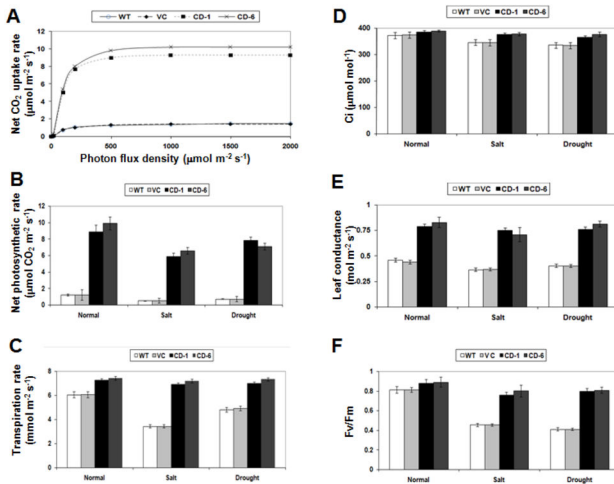 A
WT VC CD-1 CD-6
Net CO2 uptake rate
(µmol m-2 s-1)
12
10
8
6
4
2
0
0 500 1000 1500 2000
Photon flux density (µmol m-2 s-1)
B
WT VC CD-1 CD-6
Net photosynthetic rate
(µmol CO2 m-2 s-1)
12
10
8
6
4
2
0
Normal Salt Drought
C
WT VC CD-1 CD-6
Transpiration rate
(mmol m-2 s-1)
8
6
4
2
0
Normal Salt Drought
D
WT VC CD-1 CD-6
Ci (µmol mol-1)
400
300
200
100
0
Normal Salt Drought
E
WT VC CD-1 CD-6
Leaf conductance
(mol m-2 s-1)
1
0.75
0.5
0.25
0
Normal Salt Drought
F
WT VC CD-1 CD-6
Fv/Fm
1
0.8
0.6
0.4
0.2
0
Normal Salt Drought